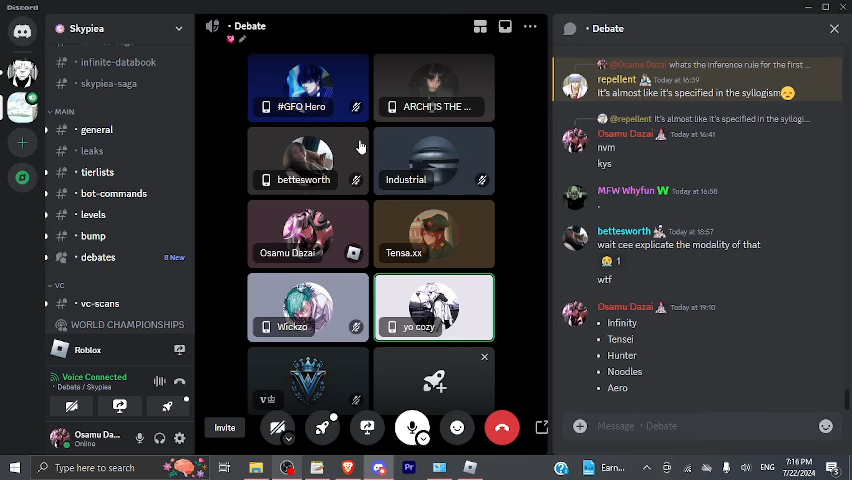 Discord
Skypiea
infinite-databook
skypiea-saga
MAIN
general
leaks
tierlists
bot-commands
levels
bump
debates
8 New
VC
vc-scans
WORLD CHAMPIONSHIPS
Roblox
Voice Connected
Debate / Skypiea
Osamu Da...
Online
Debate
#GFO Hero
ARCHI IS THE ...
bettesworth
Industrial
Osamu Dazai
Tensa.xx
Wickzo
yo cozy
Invite
Debate
@Osamu Dazai whats the inference rule for the first ...
repellent Today at 16:39
It's almost like it's specified in the syllogism
@repellent It's almost like it's specified in the syllogi...
Osamu Dazai Today at 16:41
nvm
kys
MFW Whyfun W Today at 16:58
.
bettesworth Today at 18:57
wait cee explicate the modality of that
1
wtf
Osamu Dazai Today at 19:10
• Infinity
• Tensei
• Hunter
• Noodles
• Aero
Message · Debate
Type here to search
Pr
Earn...
ENG
7:16 PM
7/22/2024
3